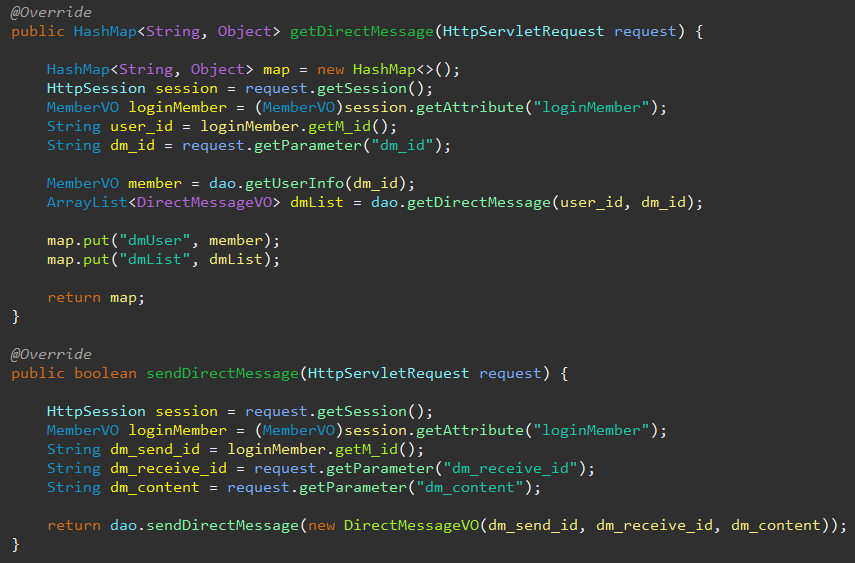 @Override
public HashMap<String, Object> getDirectMessage(HttpServletRequest request) {
HashMap<String, Object> map = new HashMap<>();
HttpSession session = request.getSession();
MemberVO loginMember = (MemberVO)session.getAttribute("loginMember");
String user_id = loginMember.getM_id();
String dm_id = request.getParameter("dm_id");
MemberVO member = dao.getUserInfo(dm_id);
ArrayList<DirectMessageVO> dmList = dao.getDirectMessage(user_id, dm_id);
map.put("dmUser", member);
map.put("dmList", dmList);
return map;
}
@Override
public boolean sendDirectMessage(HttpServletRequest request) {
HttpSession session = request.getSession();
MemberVO loginMember = (MemberVO)session.getAttribute("loginMember");
String dm_send_id = loginMember.getM_id();
String dm_receive_id = request.getParameter("dm_receive_id");
String dm_content = request.getParameter("dm_content");
return dao.sendDirectMessage(new DirectMessageVO(dm_send_id, dm_receive_id, dm_content));
}